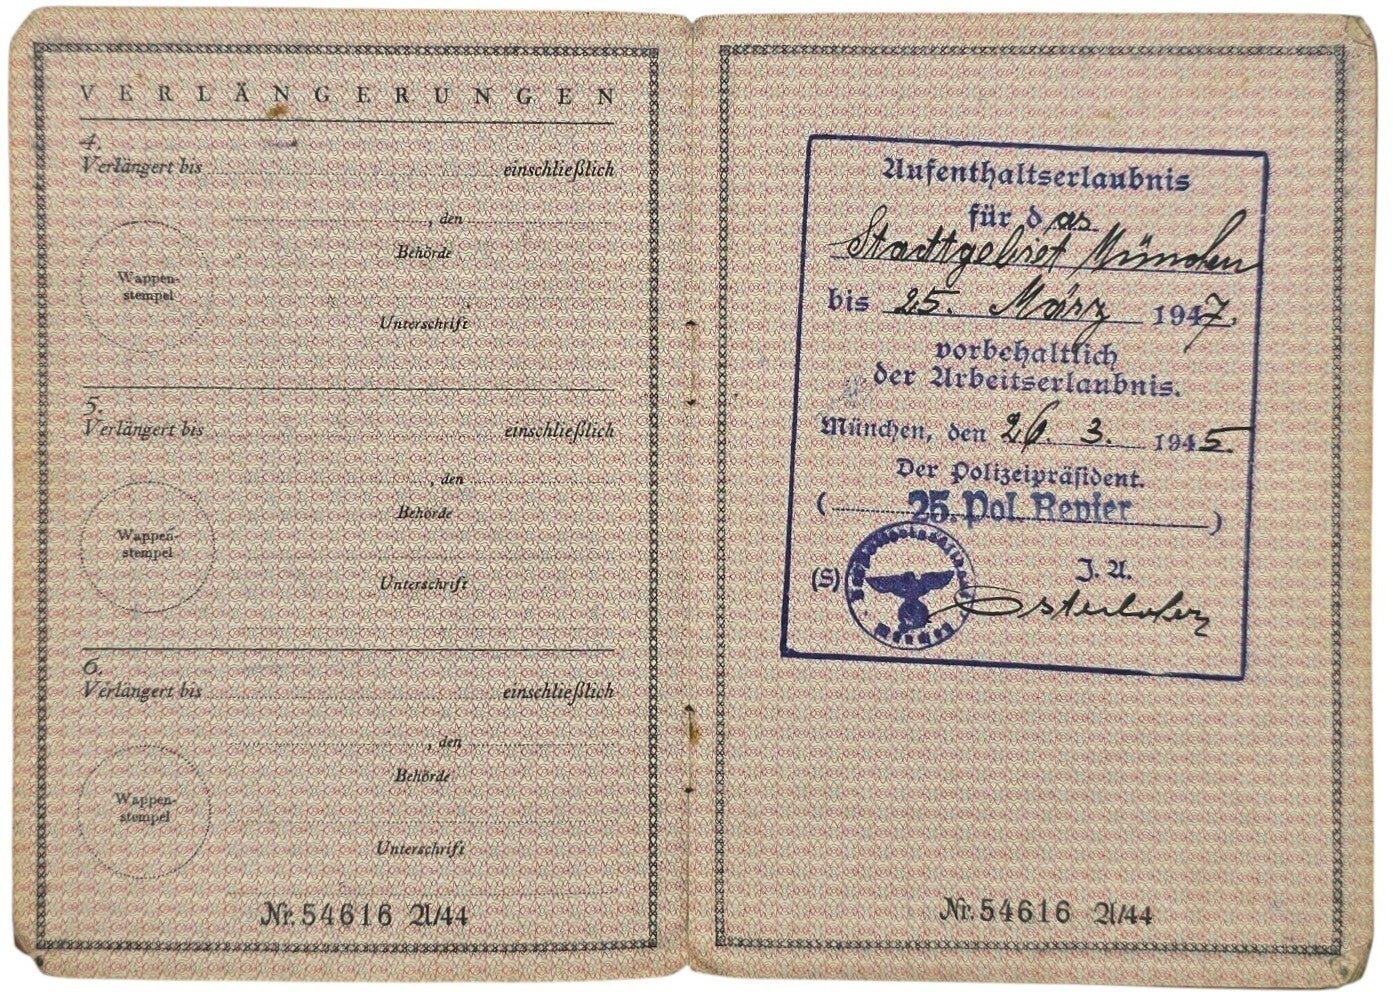 VERLÄNGERUNGEN
4.
Verlängert bis einschließlich
, den
Behörde
Wappen-
stempel
Unterschrift
5.
Verlängert bis einschließlich
, den
Behörde
Wappen-
stempel
Unterschrift
6.
Verlängert bis einschließlich
, den
Behörde
Wappen-
stempel
Unterschrift
Nr. 54616 A/44
Aufenthaltserlaubnis
für das
Stadtgebiet München
bis 25. März 1947.
vorbehaltlich
der Arbeitserlaubnis.
München, den 26. 3. 1945.
Der Polizeipräsident.
( 25. Pol. Revier )
(S) J. A.
Nr. 54616 A/44